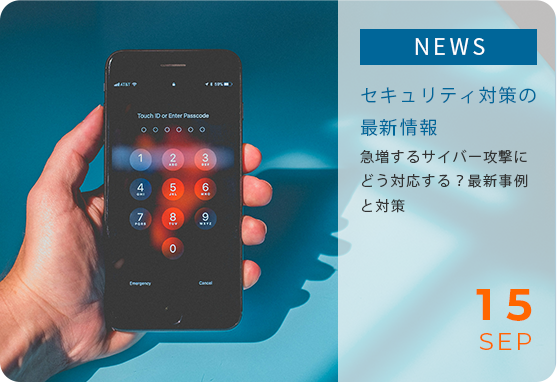 AT&T
59%
Touch ID or Enter Passcode
1
2
ABC
3
DEF
4
GHI
5
JKL
6
MNO
7
PQRS
8
TUV
9
WXYZ
0
Emergency
Cancel
NEWS
セキュリティ対策の
最新情報
急増するサイバー攻撃に
どう対応する？最新事例
と対策
15
SEP